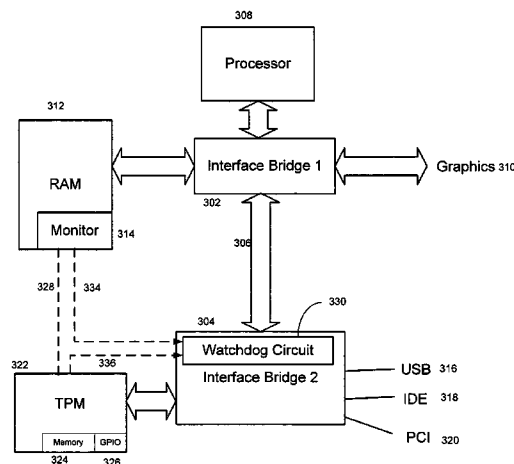 308
Processor
312
RAM
Interface Bridge 1
Graphics 310
302
Monitor
314
306
328
334
330
304
Watchdog Circuit
336
322
Interface Bridge 2
USB 316
TPM
IDE 318
Memory
GPIO
PCI 320
324
326